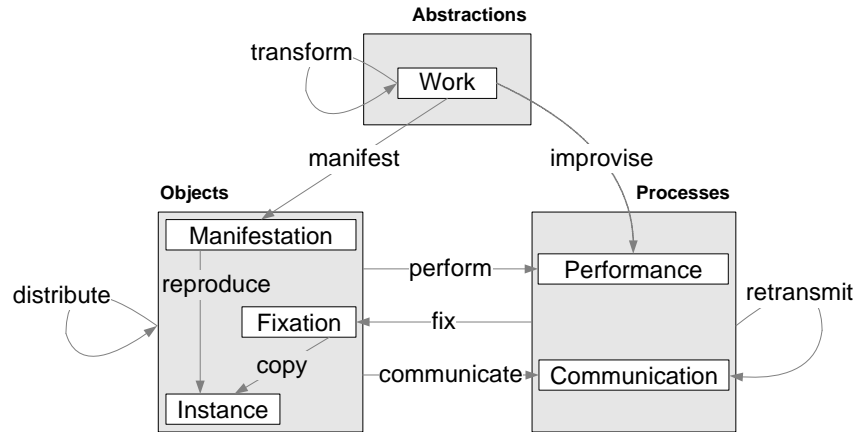 Abstractions
transform
Work
manifest
improvise
Objects
Processes
Manifestation
perform
Performance
reproduce
distribute
retransmit
Fixation
fix
copy
communicate
Communication
Instance